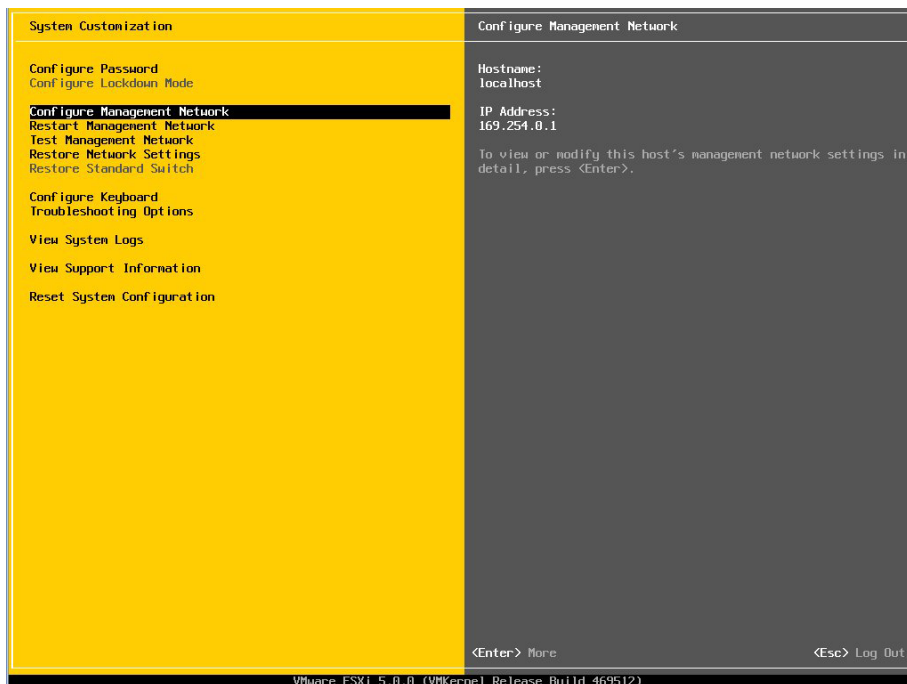 System Customization
Configure Password
Configure Lockdown Mode
Configure Management Network
Restart Management Network
Test Management Network
Restore Network Settings
Restore Standard Switch
Configure Keyboard
Troubleshooting Options
View System Logs
View Support Information
Reset System Configuration
Configure Management Network
Hostname:
localhost
IP Address:
169.254.0.1
To view or modify this host's management network settings in
detail, press <Enter>.
<Enter> More
<Esc> Log Out
VMware ESXi 5.0.0 (VMKernel Release Build 469512)